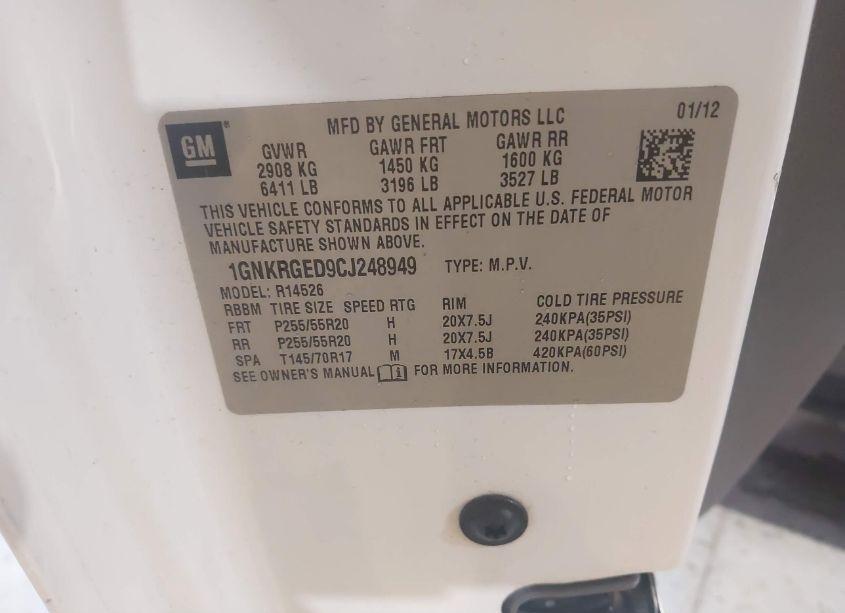 GM®
MFD BY GENERAL MOTORS LLC 01/12
GVWR GAWR FRT GAWR RR
2908 KG 1450 KG 1600 KG
6411 LB 3196 LB 3527 LB
THIS VEHICLE CONFORMS TO ALL APPLICABLE U.S. FEDERAL MOTOR
VEHICLE SAFETY STANDARDS IN EFFECT ON THE DATE OF
MANUFACTURE SHOWN ABOVE.
1GNKRGED9CJ248949 TYPE: M.P.V.
MODEL: R14526
RBBM TIRE SIZE SPEED RTG RIM COLD TIRE PRESSURE
FRT P255/55R20 H 20X7.5J 240KPA(35PSI)
RR P255/55R20 H 20X7.5J 240KPA(35PSI)
SPA T145/70R17 M 17X4.5B 420KPA(60PSI)
SEE OWNER'S MANUAL i FOR MORE INFORMATION.